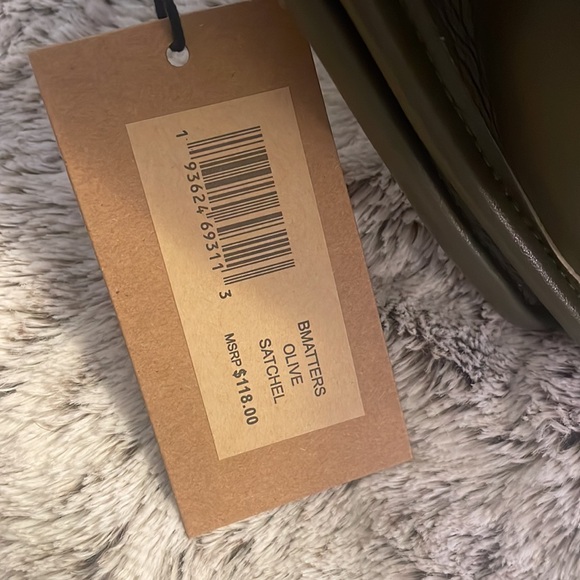 1 93624 69311 3
BMATTERS
OLIVE
SATCHEL
MSRP $118.00